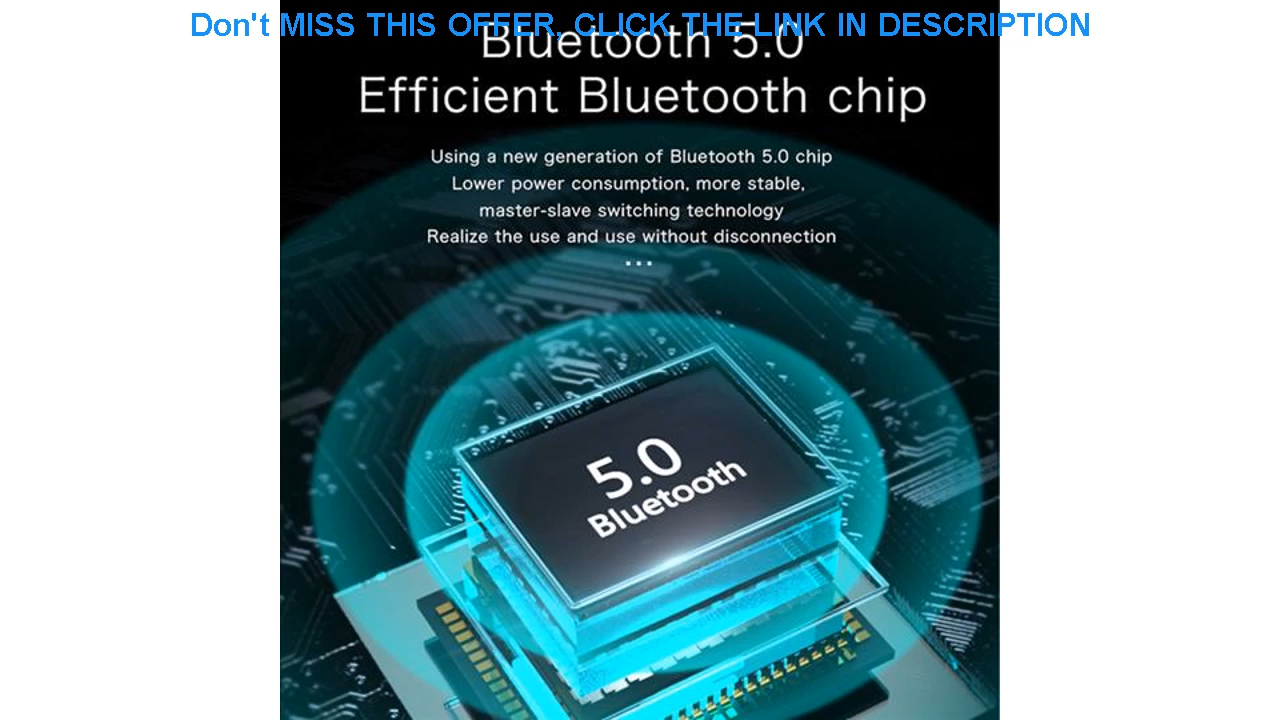 Don't MISS THIS OFFER, CLICK THE LINK IN DESCRIPTION
Bluetooth 5.0
Efficient Bluetooth chip
Using a new generation of Bluetooth 5.0 chip
Lower power consumption, more stable,
master-slave switching technology
Realize the use and use without disconnection
...
5.0
Bluetooth